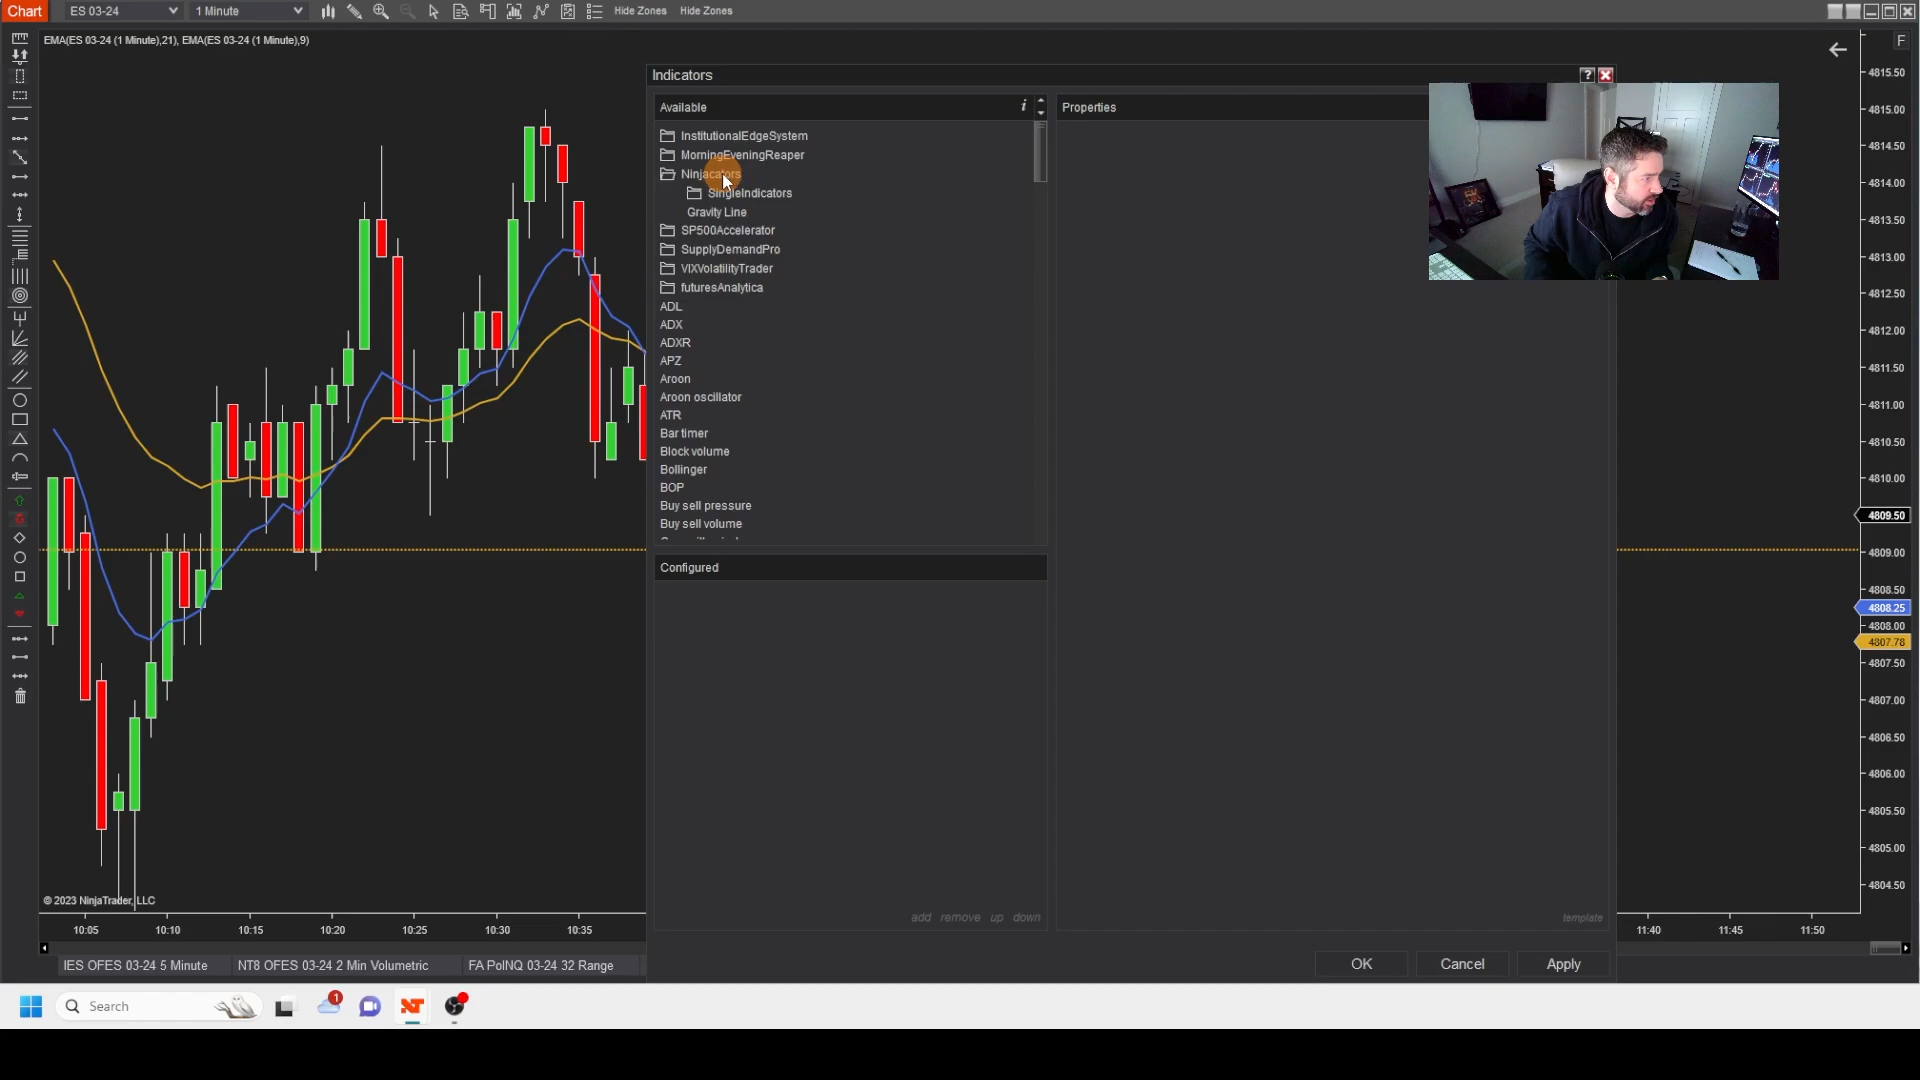 Chart
ES 03-24
1 Minute
Hide Zones
Hide Zones
EMA(ES 03-24 (1 Minute),21), EMA(ES 03-24 (1 Minute),9)
F
Indicators
?
Available
i
Properties
InstitutionalEdgeSystem
MorningEveningReaper
Ninjacators
SingleIndicators
Gravity Line
SP500Accelerator
SupplyDemandPro
VIXVolatilityTrader
futuresAnalytica
ADL
ADX
ADXR
APZ
Aroon
Aroon oscillator
ATR
Bar timer
Block volume
Bollinger
BOP
Buy sell pressure
Buy sell volume
Configured
add remove up down
template
OK
Cancel
Apply
4815.50
4815.00
4814.50
4814.00
4813.50
4813.00
4812.50
4812.00
4811.50
4811.00
4810.50
4810.00
4809.50
4809.00
4808.50
4808.25
4808.00
4807.78
4807.50
4807.00
4806.50
4806.00
4805.50
4805.00
4804.50
© 2023 NinjaTrader, LLC
10:05
10:10
10:15
10:20
10:25
10:30
10:35
11:40
11:45
11:50
IES OFES 03-24 5 Minute
NT8 OFES 03-24 2 Min Volumetric
FA PolNQ 03-24 32 Range
Search
1